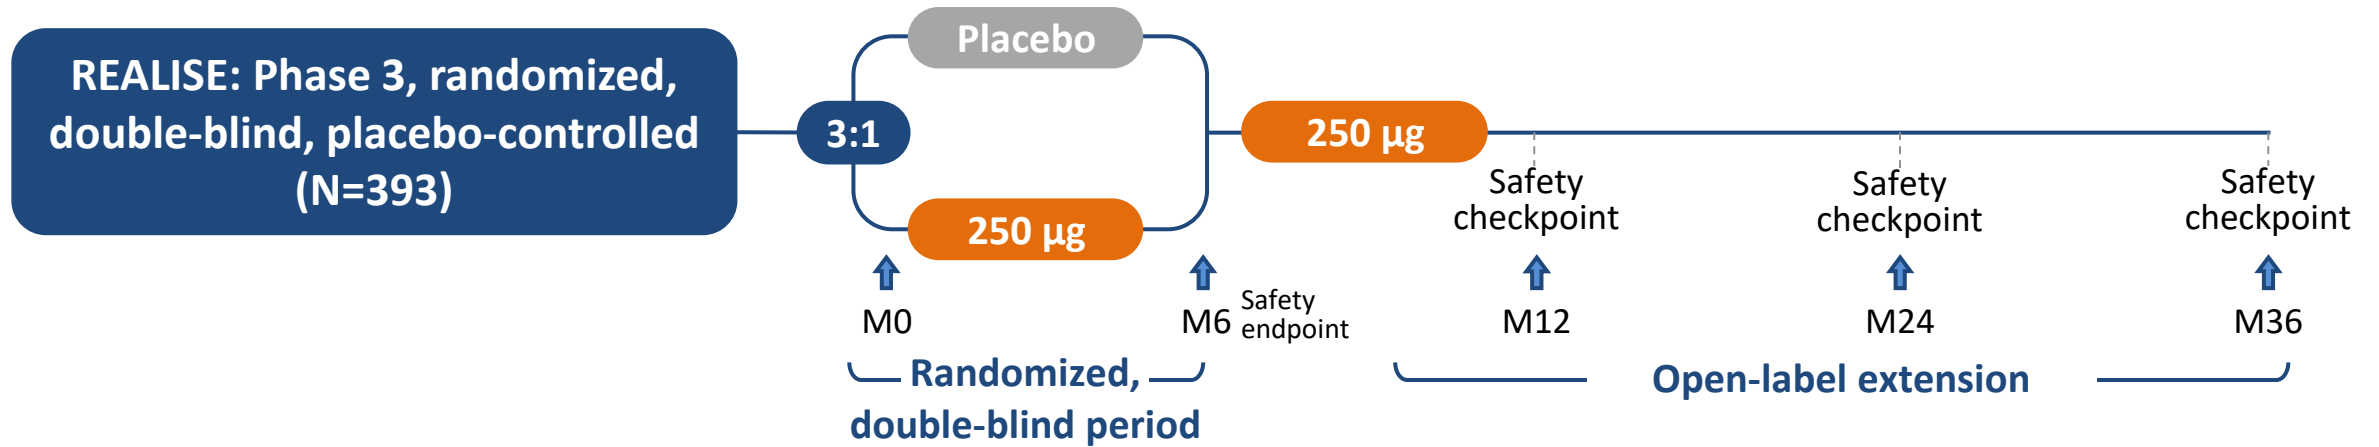 REALISE: Phase 3, randomized,
double-blind, placebo-controlled
(N=393)
3:1
Placebo
250 µg
250 µg
Safety
checkpoint
Safety
checkpoint
Safety
checkpoint
M0
M6
Safety
endpoint
M12
M24
M36
Randomized,
double-blind period
Open-label extension